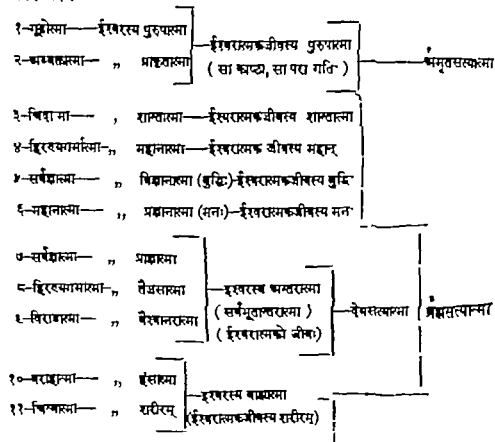 १-गूढोत्मा— ईश्वरस्य पुरुषात्मा
—ईश्वरात्मकजीवस्य पुरुषात्मा
२-अव्यक्तात्मा— „ प्राकृतात्मा
( सा काष्ठा, सा परा गति )
अमृतसत्यात्मा
३-चिदात्मा— „ शान्तात्मा—ईश्वरात्मकजीवस्य शान्तात्मा
४-हिरण्यगर्भात्मा-„ महानात्मा—ईश्वरात्मक जीवस्य महान्
५-सर्वज्ञात्मा— „ विज्ञानात्मा (बुद्धिः)-ईश्वरात्मकजीवस्य बुद्धि
६-महानात्मा— „ प्रज्ञानात्मा (मनः)-ईश्वरात्मकजीवस्य मन
७-सर्वज्ञात्मा— „ प्राज्ञात्मा
८-हिरण्यगर्भात्मा-„ तैजसात्मा —ईश्वरस्य अन्तरात्मा
९-विराडात्मा— „ वैश्वानरात्मा ( सर्वभूतान्तरात्मा ) —देवसत्यात्मा ब्रह्मसत्यात्मा
(ईश्वरात्मको जीवः)
१०-वराहात्मा— „ हंसात्मा
—ईश्वरस्य बाह्यात्मा
११-विश्वात्मा— „ शरीरम् (ईश्वरात्मकजीवस्य शरीरम्)